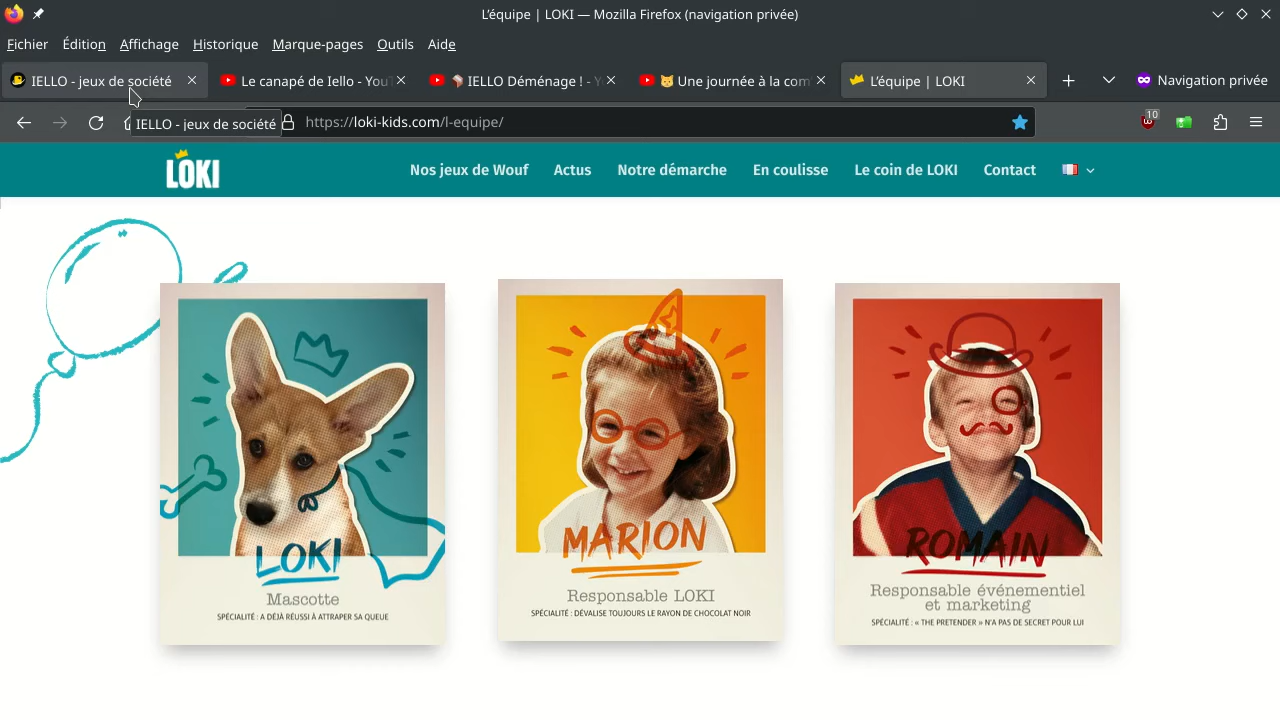 L'équipe | LOKI — Mozilla Firefox (navigation privée)
Fichier Édition Affichage Historique Marque-pages Outils Aide
IELLO - jeux de société
Le canapé de Iello - You
IELLO Déménage ! - Y
Une journée à la com
L'équipe | LOKI
Navigation privée
IELLO - jeux de société
https://loki-kids.com/l-equipe/
10
LOKI
Nos jeux de Wouf
Actus
Notre démarche
En coulisse
Le coin de LOKI
Contact
LOKI
Mascotte
SPÉCIALITÉ : A DÉJÀ RÉUSSI À ATTRAPER SA QUEUE
MARION
Responsable LOKI
SPÉCIALITÉ : DÉVALISE TOUJOURS LE RAYON DE CHOCOLAT NOIR
ROMAIN
Responsable événementiel
et marketing
SPÉCIALITÉ : « THE PRETENDER » N'A PAS DE SECRET POUR LUI